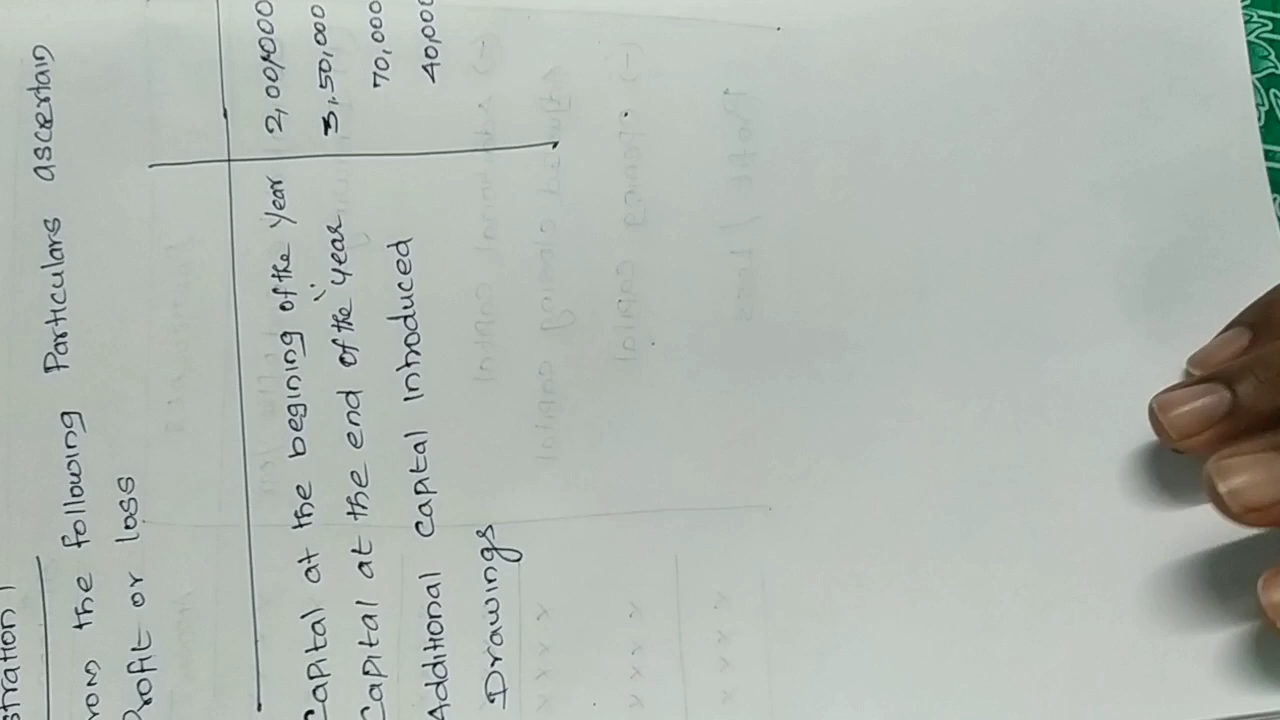 stration 1
rom the following Particulars ascertain
Profit or loss
Capital at the begining of the Year 2,00,000
Capital at the end of the Year 3,50,000
Additional Capital Introduced 70,000
Drawings 40,000